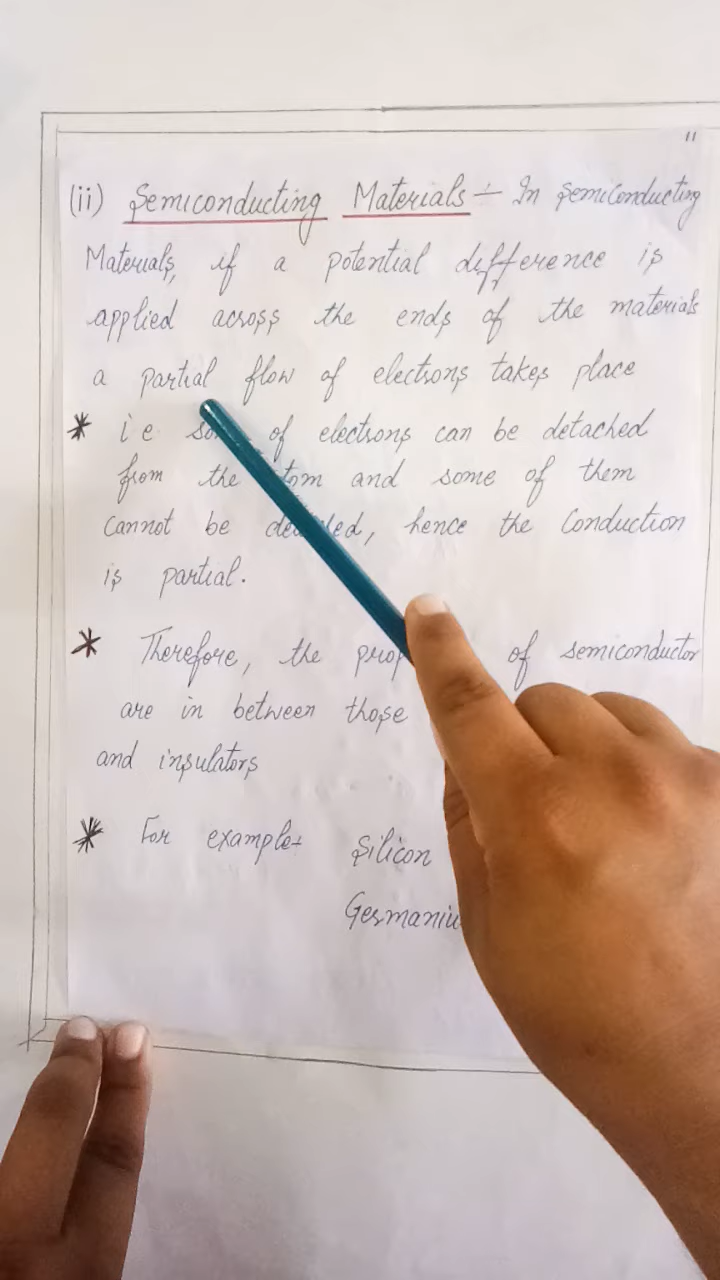 11
(ii) Semiconducting Materials :- In semiconducting
Materials, if a potential difference is
applied across the ends of the materials
a partial flow of electrons takes place
* i.e of electrons can be detached
from the and some of them
cannot be , hence the Conduction
is partial.
* Therefore, the of semiconductor
are in between those
and insulators
* For example:- Silicon